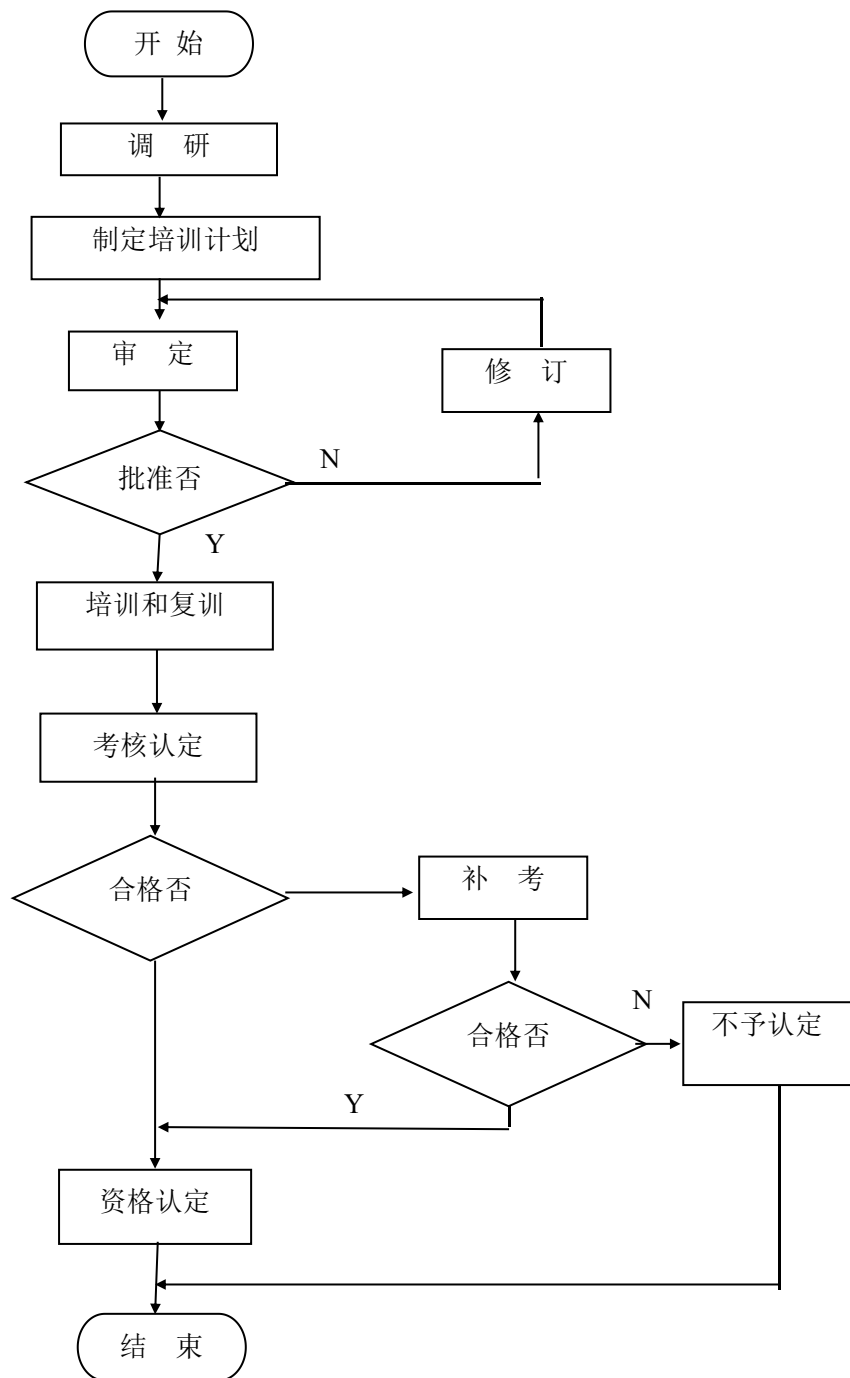 开 始
调 研
制定培训计划
审 定
修 订
批准否
N
Y
培训和复训
考核认定
合格否
补 考
合格否
N
不予认定
Y
资格认定
结 束